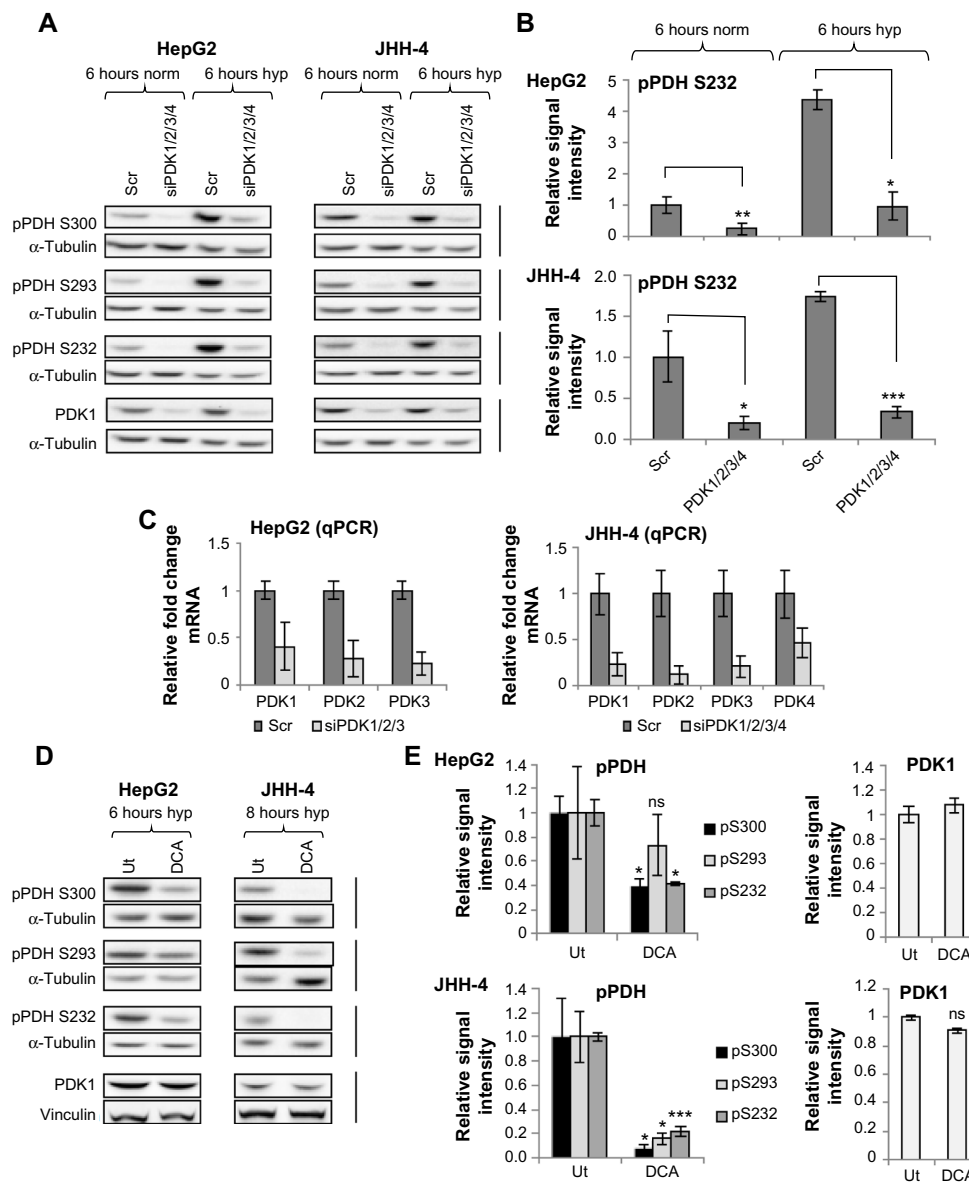 A
HepG2
JHH-4
6 hours norm
6 hours hyp
6 hours norm
6 hours hyp
Scr
siPDK1/2/3/4
Scr
siPDK1/2/3/4
Scr
siPDK1/2/3/4
Scr
siPDK1/2/3/4
pPDH S300
α-Tubulin
pPDH S293
α-Tubulin
pPDH S232
α-Tubulin
PDK1
α-Tubulin
B
6 hours norm
6 hours hyp
HepG2
pPDH S232
Relative signal
intensity
5
4
3
2
1
0
**
*
JHH-4
pPDH S232
Relative signal
intensity
2.0
1.5
1.0
0.5
0.0
*
***
Scr
PDK1/2/3/4
Scr
PDK1/2/3/4
C
HepG2 (qPCR)
Relative fold change
mRNA
1.5
1
0.5
0
PDK1
PDK2
PDK3
Scr
siPDK1/2/3
JHH-4 (qPCR)
Relative fold change
mRNA
1.5
1
0.5
0
PDK1
PDK2
PDK3
PDK4
Scr
siPDK1/2/3/4
D
HepG2
JHH-4
6 hours hyp
8 hours hyp
Ut
DCA
Ut
DCA
pPDH S300
α-Tubulin
pPDH S293
α-Tubulin
pPDH S232
α-Tubulin
PDK1
Vinculin
E
HepG2
pPDH
Relative signal
intensity
1.4
1.2
1
0.8
0.6
0.4
0.2
0
*
ns
*
Ut
DCA
pS300
pS293
pS232
PDK1
Relative signal
intensity
1.4
1.2
1
0.8
0.6
0.4
0.2
0
Ut
DCA
JHH-4
pPDH
Relative signal
intensity
1.4
1.2
1
0.8
0.6
0.4
0.2
0
*
*
***
Ut
DCA
pS300
pS293
pS232
PDK1
Relative signal
intensity
1.4
1.2
1
0.8
0.6
0.4
0.2
0
ns
Ut
DCA